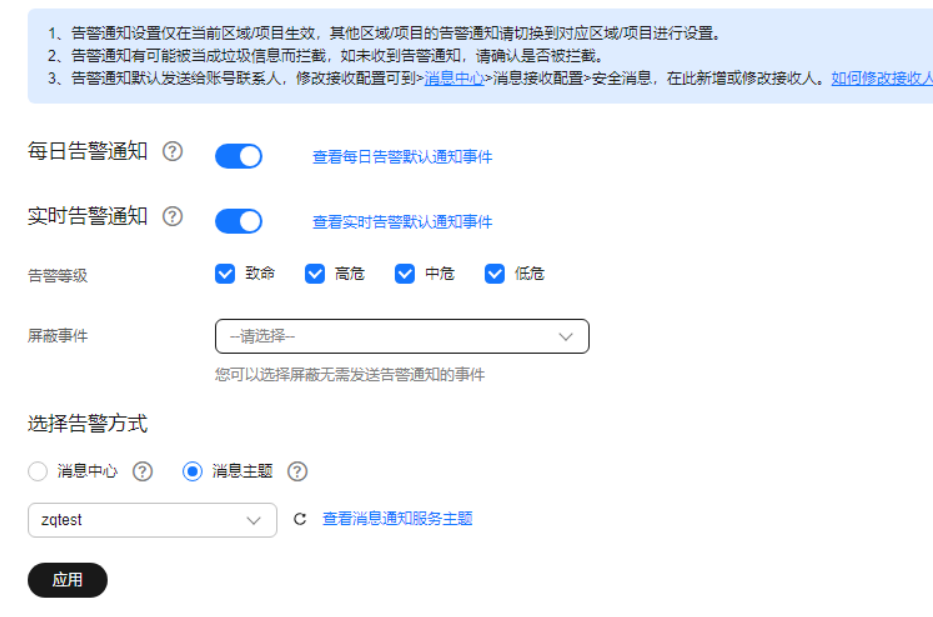 1、告警通知设置仅在当前区域/项目生效，其他区域/项目的告警通知请切换到对应区域/项目进行设置。
2、告警通知有可能被当成垃圾信息而拦截，如未收到告警通知，请确认是否被拦截。
3、告警通知默认发送给账号联系人，修改接收配置可到>消息中心>消息接收配置>安全消息，在此新增或修改接收人。如何修改接收人
每日告警通知 ? 查看每日告警默认通知事件
实时告警通知 ? 查看实时告警默认通知事件
告警等级 致命 高危 中危 低危
屏蔽事件 --请选择--
您可以选择屏蔽无需发送告警通知的事件
选择告警方式
消息中心 ? 消息主题 ?
zqtest 查看消息通知服务主题
应用